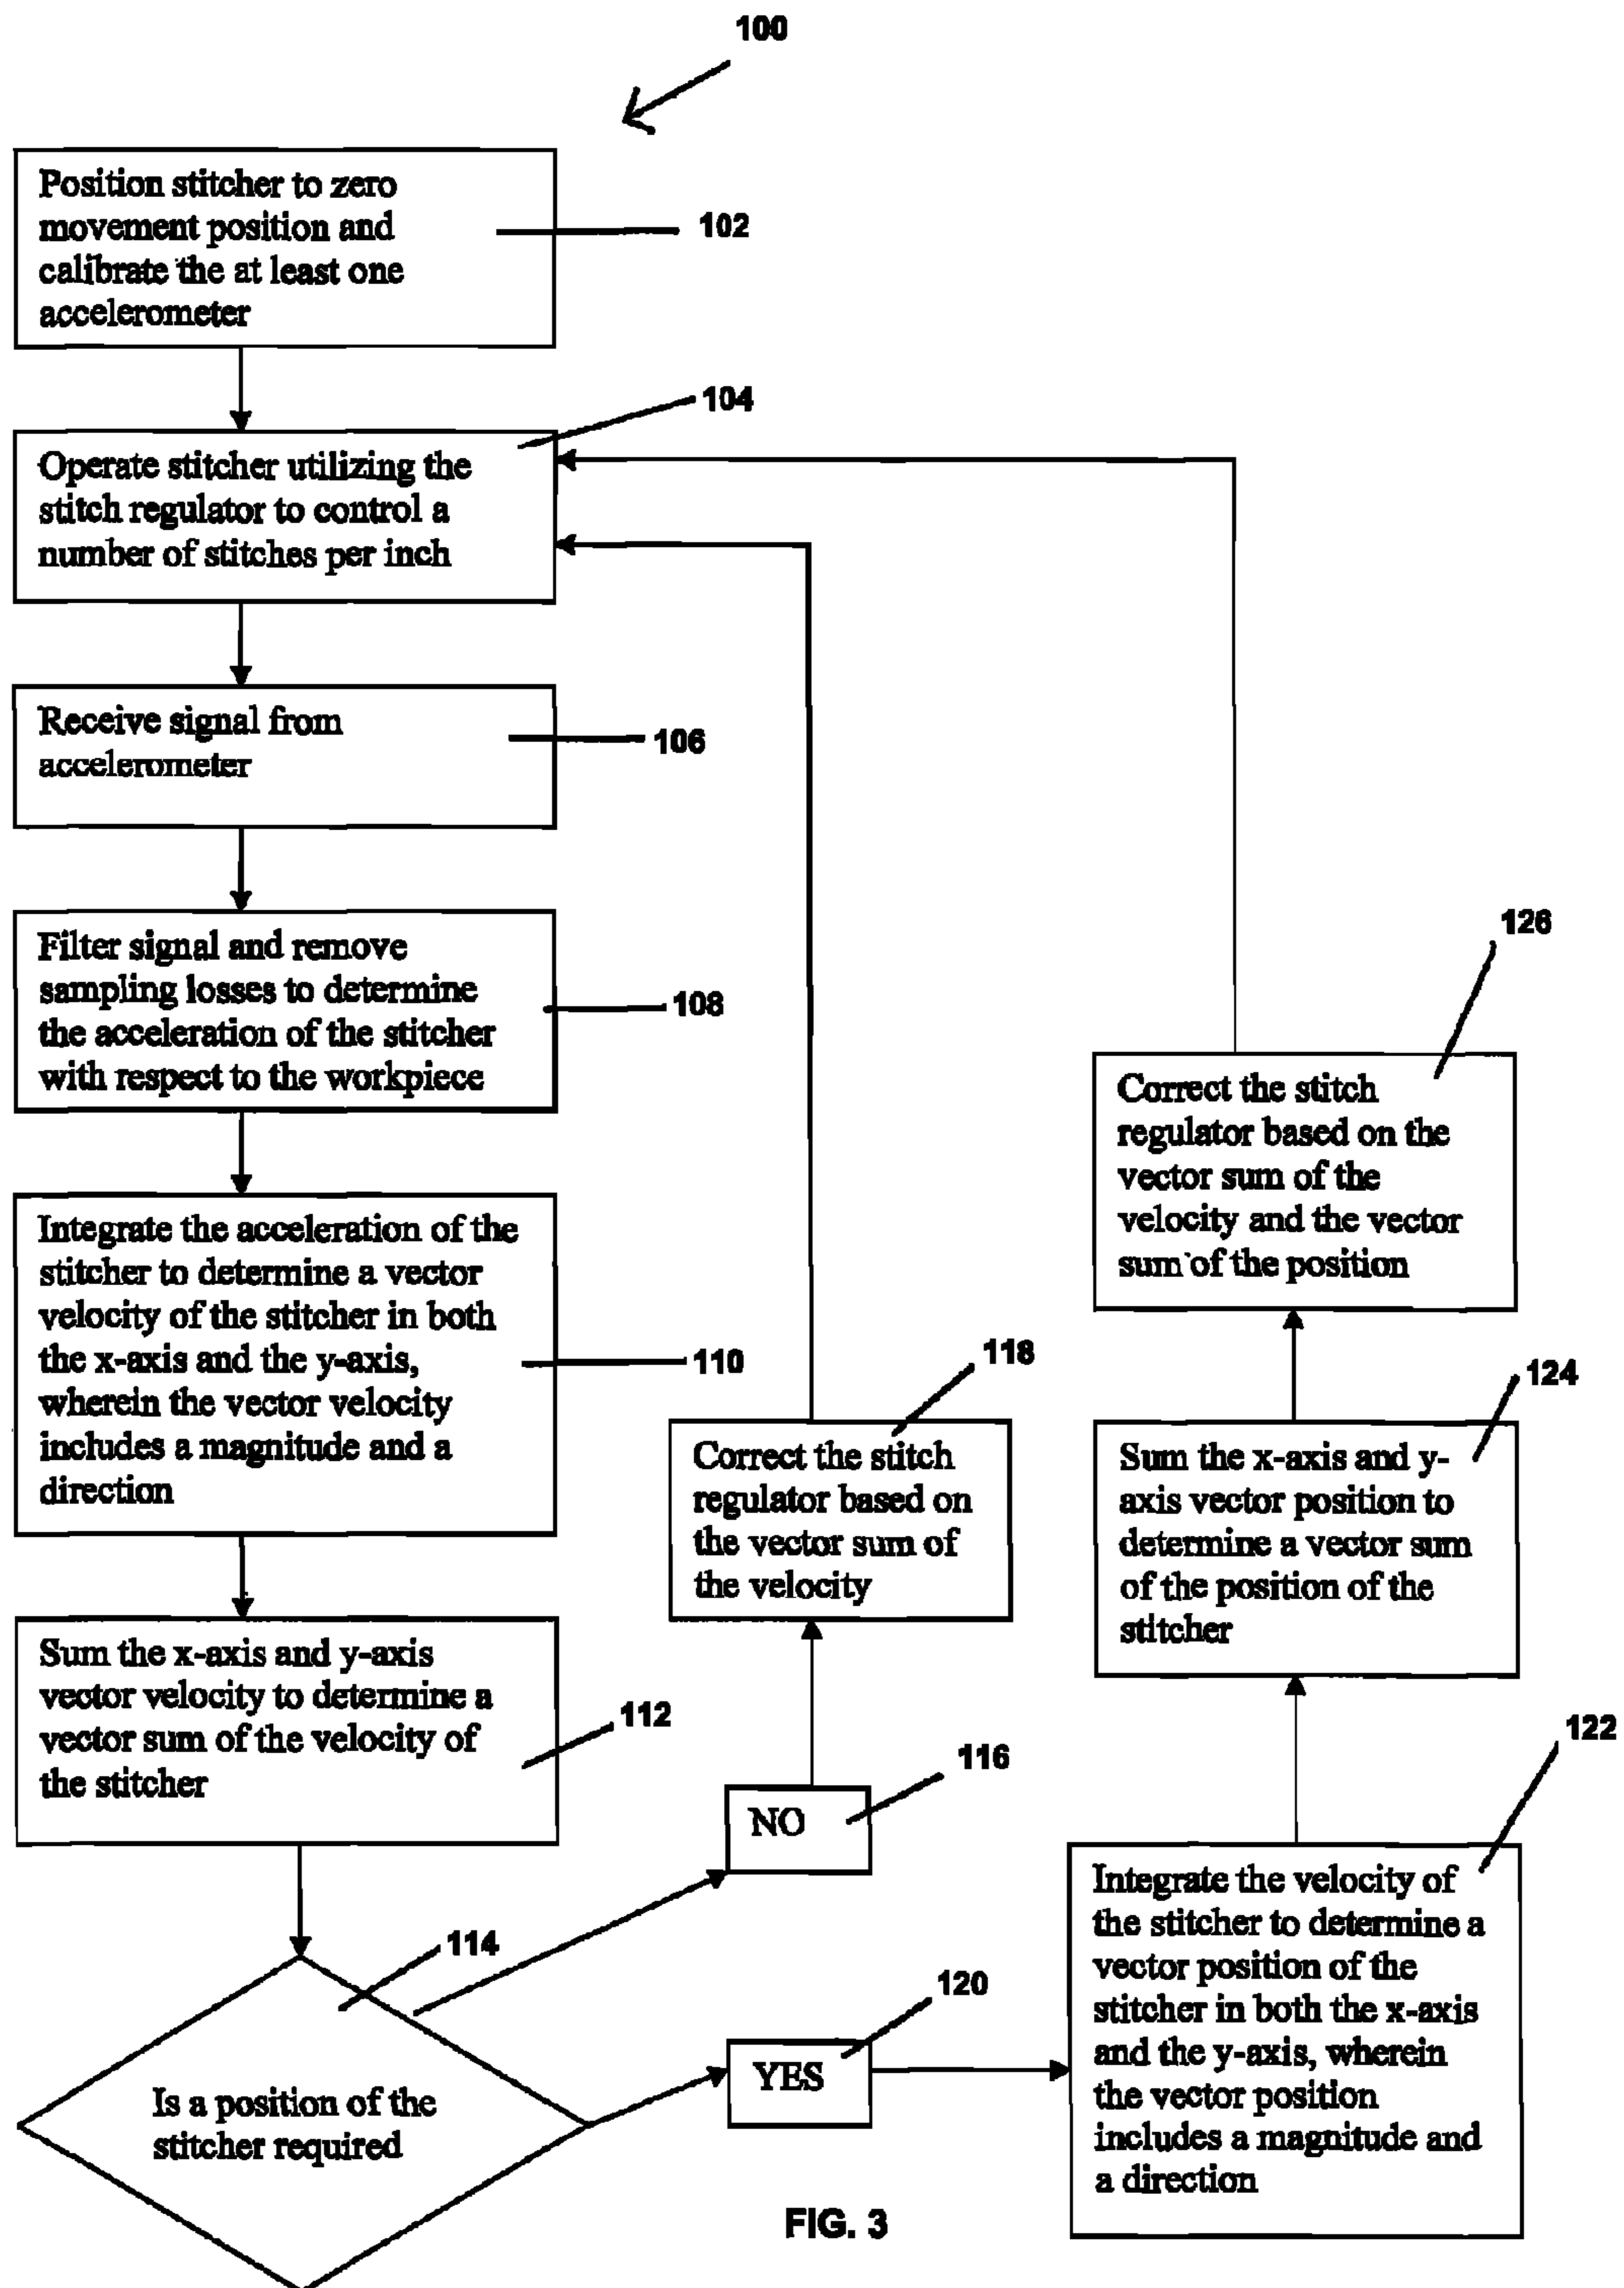 100
Position stitcher to zero
movement position and
calibrate the at least one
accelerometer
102
104
Operate stitcher utilizing the
stitch regulator to control a
number of stitches per inch
Receive signal from
accelerometer
106
Filter signal and remove
sampling losses to determine
the acceleration of the stitcher
with respect to the workpiece
108
Integrate the acceleration of the
stitcher to determine a vector
velocity of the stitcher in both
the x-axis and the y-axis,
wherein the vector velocity
includes a magnitude and a
direction
110
Sum the x-axis and y-axis
vector velocity to determine a
vector sum of the velocity of
the stitcher
112
114
Is a position of the
stitcher required
NO
116
118
Correct the stitch
regulator based on
the vector sum of
the velocity
YES
120
122
Integrate the velocity of
the stitcher to determine a
vector position of the
stitcher in both the x-axis
and the y-axis, wherein
the vector position
includes a magnitude and
a direction
124
Sum the x-axis and y-
axis vector position to
determine a vector sum
of the position of the
stitcher
126
Correct the stitch
regulator based on the
vector sum of the
velocity and the vector
sum of the position
FIG. 3